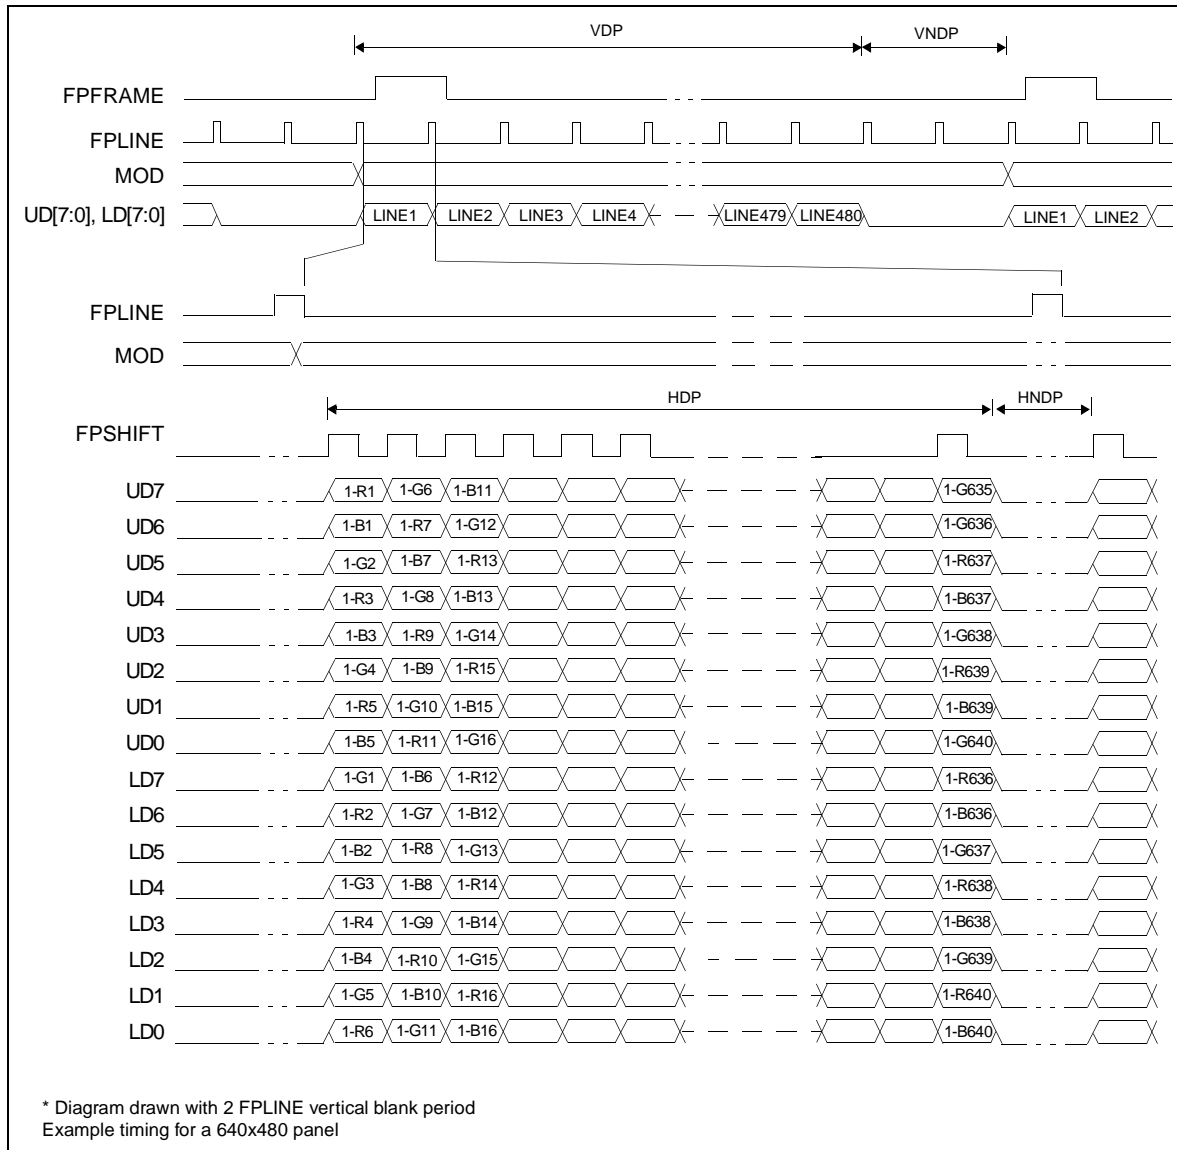 VDP VNDP
FPFRAME
FPLINE
MOD
UD[7:0], LD[7:0] LINE1 LINE2 LINE3 LINE4 LINE479 LINE480 LINE1 LINE2
FPLINE
MOD
HDP HNDP
FPSHIFT
UD7 1-R1 1-G6 1-B11 1-G635
UD6 1-B1 1-R7 1-G12 1-G636
UD5 1-G2 1-B7 1-R13 1-R637
UD4 1-R3 1-G8 1-B13 1-B637
UD3 1-B3 1-R9 1-G14 1-G638
UD2 1-G4 1-B9 1-R15 1-R639
UD1 1-R5 1-G10 1-B15 1-B639
UD0 1-B5 1-R11 1-G16 1-G640
LD7 1-G1 1-B6 1-R12 1-R636
LD6 1-R2 1-G7 1-B12 1-B636
LD5 1-B2 1-R8 1-G13 1-G637
LD4 1-G3 1-B8 1-R14 1-R638
LD3 1-R4 1-G9 1-B14 1-B638
LD2 1-B4 1-R10 1-G15 1-G639
LD1 1-G5 1-B10 1-R16 1-R640
LD0 1-R6 1-G11 1-B16 1-B640
* Diagram drawn with 2 FPLINE vertical blank period
Example timing for a 640x480 panel